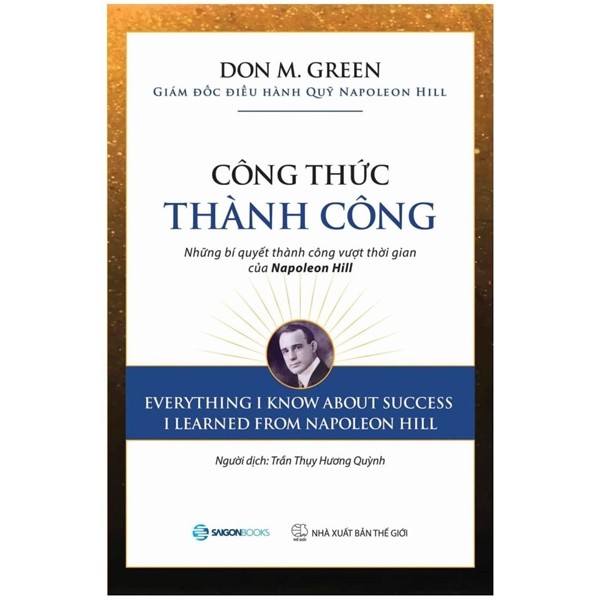 DON M. GREEN
GIÁM ĐỐC ĐIỀU HÀNH QUỸ NAPOLEON HILL
CÔNG THỨC
THÀNH CÔNG
Những bí quyết thành công vượt thời gian
của Napoleon Hill
EVERYTHING I KNOW ABOUT SUCCESS
I LEARNED FROM NAPOLEON HILL
Người dịch: Trần Thụy Hương Quỳnh
SAIGONBOOKS
THẾ GIỚI
NHÀ XUẤT BẢN THẾ GIỚI